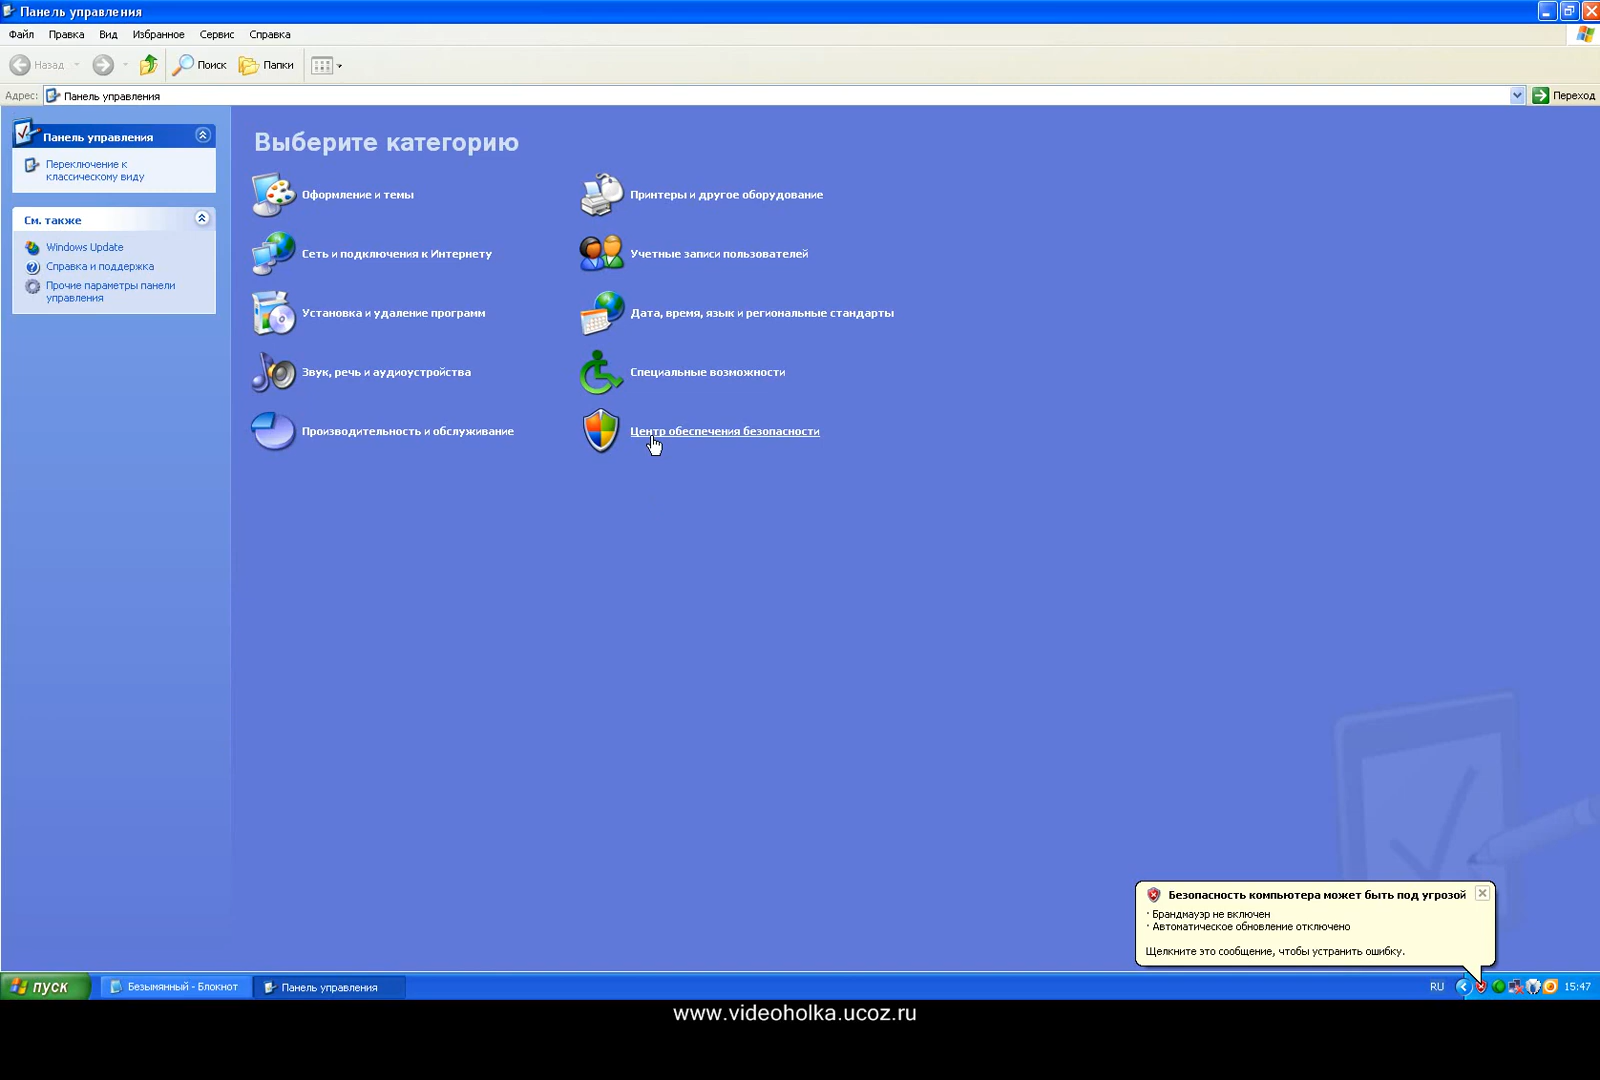 Панель управления
Файл Правка Вид Избранное Сервис Справка
Назад Поиск Папки
Адрес: Панель управления Переход
Панель управления
Переключение к
классическому виду
См. также
Windows Update
Справка и поддержка
Прочие параметры панели
управления
Выберите категорию
Оформление и темы
Принтеры и другое оборудование
Сеть и подключения к Интернету
Учетные записи пользователей
Установка и удаление программ
Дата, время, язык и региональные стандарты
Звук, речь и аудиоустройства
Специальные возможности
Производительность и обслуживание
Центр обеспечения безопасности
Безопасность компьютера может быть под угрозой
· Брандмауэр не включен
· Автоматическое обновление отключено
Щелкните это сообщение, чтобы устранить ошибку.
пуск Безымянный - Блокнот Панель управления RU 15:47
www.videoholka.ucoz.ru